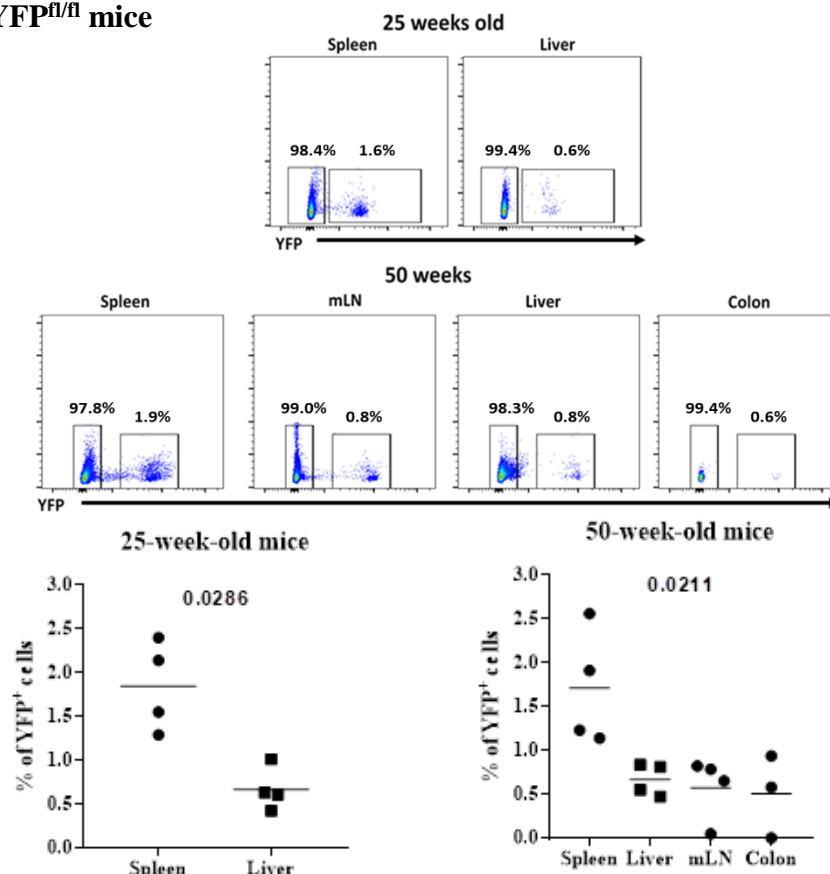 YFPfl/fl mice
25 weeks old
Spleen Liver
98.4% 1.6% 99.4% 0.6%
YFP
50 weeks
Spleen mLN Liver Colon
97.8% 1.9% 99.0% 0.8% 98.3% 0.8% 99.4% 0.6%
YFP
25-week-old mice
0.0286
% of YFP+ cells
3.0
2.5
2.0
1.5
1.0
0.5
0.0
Spleen Liver
50-week-old mice
0.0211
% of YFP+ cells
3.0
2.5
2.0
1.5
1.0
0.5
0.0
Spleen Liver mLN Colon